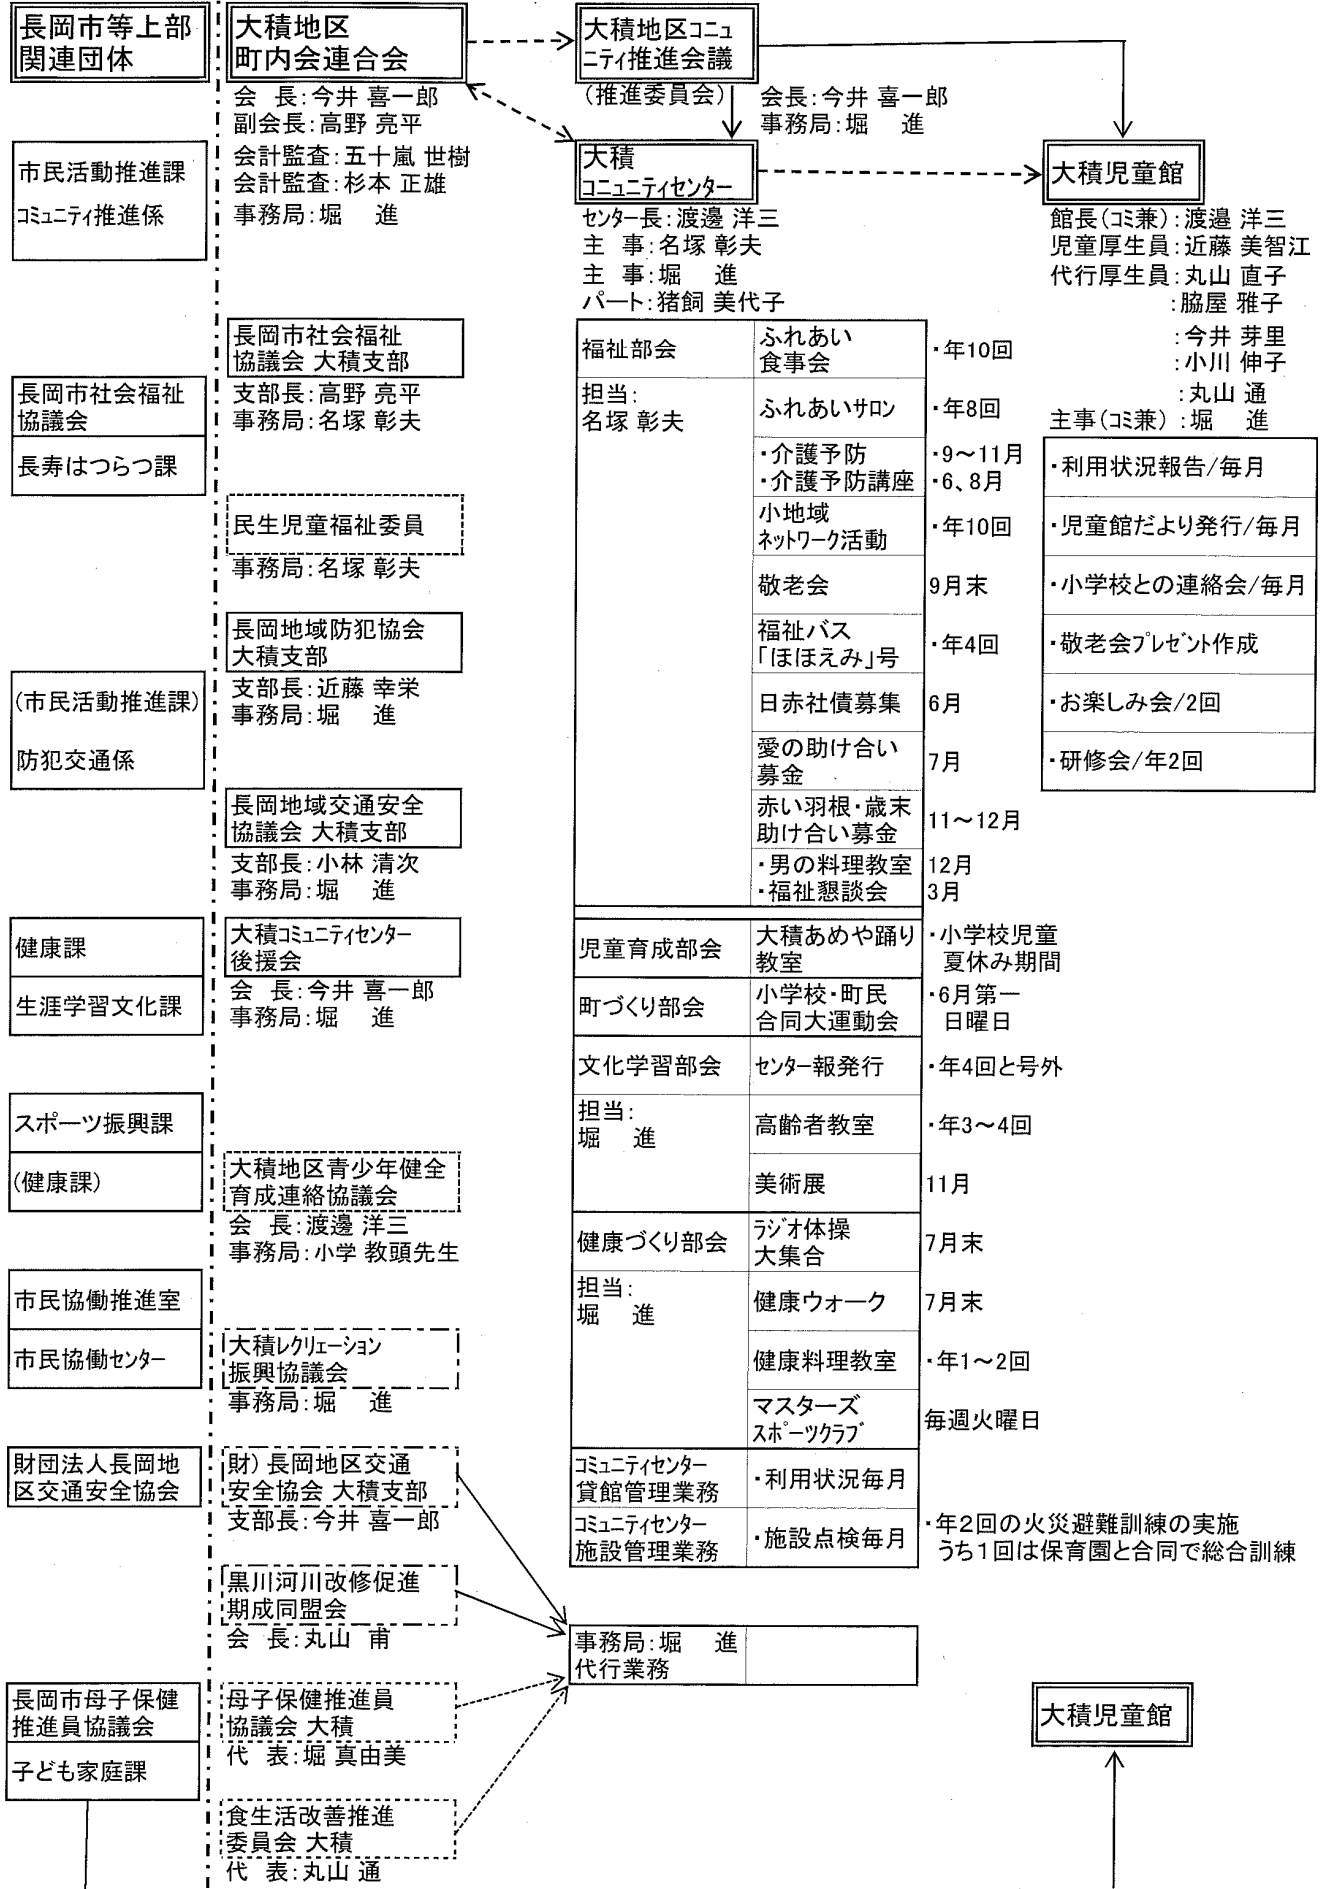 長岡市等上部
関連団体
市民活動推進課
コミュニティ推進係
長岡市社会福祉
協議会
長寿はつらつ課
(市民活動推進課)
防犯交通係
健康課
生涯学習文化課
スポーツ振興課
(健康課)
市民協働推進室
市民協働センター
財団法人長岡地
区交通安全協会
長岡市母子保健
推進員協議会
子ども家庭課
大積地区
町内会連合会
会 長:今井 喜一郎
副会長:高野 亮平
会計監査:五十嵐 世樹
会計監査:杉本 正雄
事務局:堀 進
長岡市社会福祉
協議会 大積支部
支部長:高野 亮平
事務局:名塚 彰夫
民生児童福祉委員
事務局:名塚 彰夫
長岡地域防犯協会
大積支部
支部長:近藤 幸栄
事務局:堀 進
長岡地域交通安全
協議会 大積支部
支部長:小林 清次
事務局:堀 進
大積コミュニティセンター
後援会
会 長:今井 喜一郎
事務局:堀 進
大積地区青少年健全
育成連絡協議会
会 長:渡邊 洋三
事務局:小学 教頭先生
大積レクリェーション
振興協議会
事務局:堀 進
財)長岡地区交通
安全協会 大積支部
支部長:今井 喜一郎
黒川河川改修促進
期成同盟会
会 長:丸山 甫
母子保健推進員
協議会 大積
代 表:堀 真由美
食生活改善推進
委員会 大積
代 表:丸山 通
大積地区コニュ
ニティ推進会議
(推進委員会)
会長:今井 喜一郎
事務局:堀 進
大積
コニュニティセンター
センター長:渡邊 洋三
主 事:名塚 彰夫
主 事:堀 進
パート:猪飼 美代子
福祉部会
担当:
名塚 彰夫
ふれあい
食事会
・年10回
ふれあいサロン
・年8回
・介護予防
・9〜11月
・介護予防講座
・6、8月
小地域
ネットワーク活動
・年10回
敬老会
9月末
福祉バス
「ほほえみ」号
・年4回
日赤社債募集
6月
愛の助け合い
募金
7月
赤い羽根・歳末
助け合い募金
11〜12月
・男の料理教室
12月
・福祉懇談会
3月
児童育成部会
大積あめや踊り
教室
・小学校児童
夏休み期間
町づくり部会
小学校・町民
合同大運動会
・6月第一
日曜日
文化学習部会
担当:
堀 進
センター報発行
・年4回と号外
高齢者教室
・年3〜4回
美術展
11月
健康づくり部会
担当:
堀 進
ラジオ体操
大集合
7月末
健康ウォーク
7月末
健康料理教室
・年1〜2回
マスターズ
スポーツクラブ
毎週火曜日
コミュニティセンター
貸館管理業務
・利用状況毎月
コミュニティセンター
施設管理業務
・施設点検毎月
・年2回の火災避難訓練の実施
うち1回は保育園と合同で総合訓練
事務局:堀 進
代行業務
大積児童館
館長(コミ兼):渡邉 洋三
児童厚生員:近藤 美智江
代行厚生員:丸山 直子
:脇屋 雅子
:今井 芽里
:小川 伸子
:丸山 通
主事(コミ兼):堀 進
・利用状況報告/毎月
・児童館だより発行/毎月
・小学校との連絡会/毎月
・敬老会プレゼント作成
・お楽しみ会/2回
・研修会/年2回
大積児童館